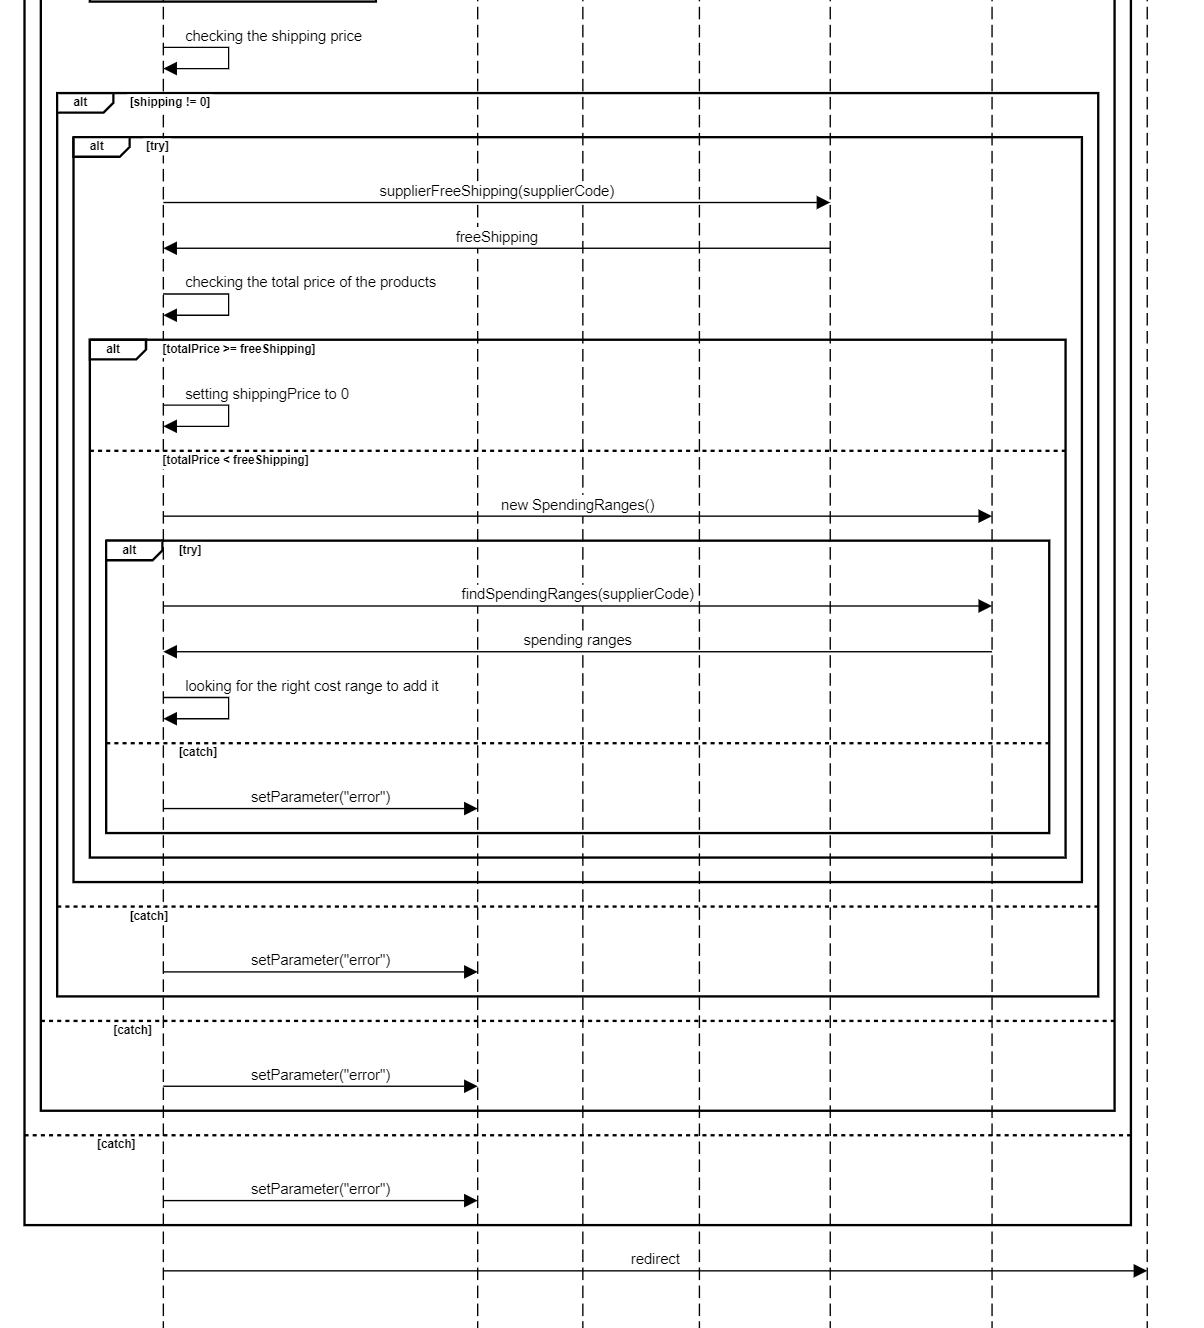 checking the shipping price
alt [shipping != 0]
alt [try]
supplierFreeShipping(supplierCode)
freeShipping
checking the total price of the products
alt [totalPrice >= freeShipping]
setting shippingPrice to 0
[totalPrice < freeShipping]
new SpendingRanges()
alt [try]
findSpendingRanges(supplierCode)
spending ranges
looking for the right cost range to add it
[catch]
setParameter("error")
[catch]
setParameter("error")
[catch]
setParameter("error")
[catch]
setParameter("error")
redirect